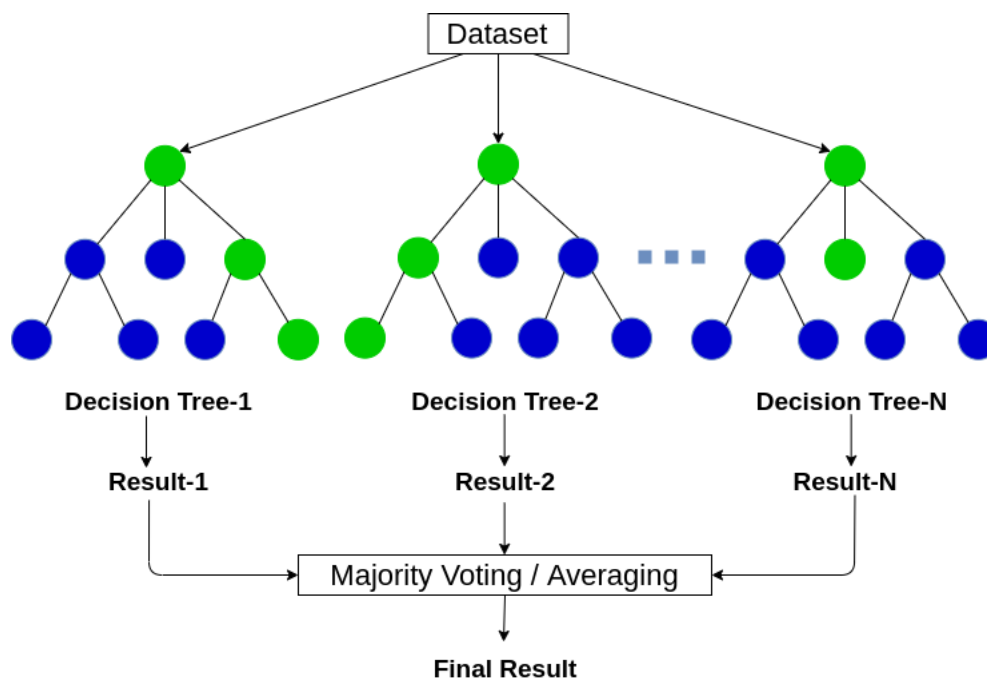 Dataset
Decision Tree-1
Decision Tree-2
Decision Tree-N
Result-1
Result-2
Result-N
Majority Voting / Averaging
Final Result